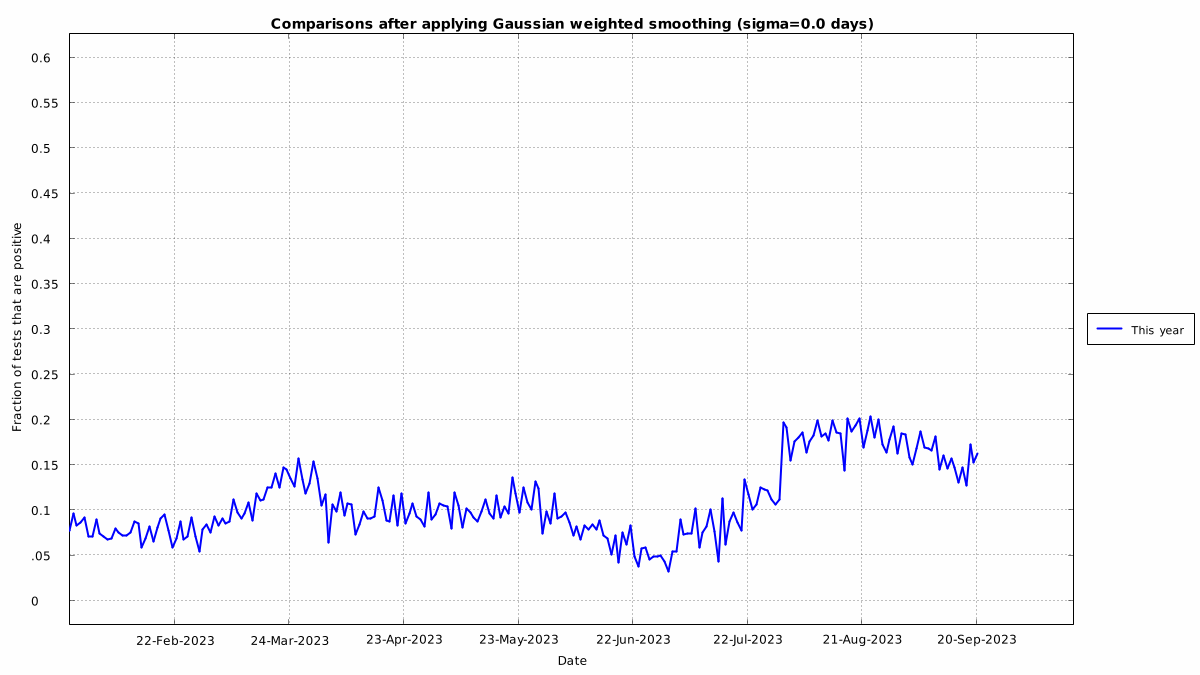 Comparisons after applying Gaussian weighted smoothing (sigma=0.0 days)
0.6
0.55
0.5
0.45
0.4
0.35
0.3
0.25
0.2
0.15
0.1
.05
0
Fraction of tests that are positive
This year
22-Feb-2023 24-Mar-2023 23-Apr-2023 23-May-2023 22-Jun-2023 22-Jul-2023 21-Aug-2023 20-Sep-2023
Date